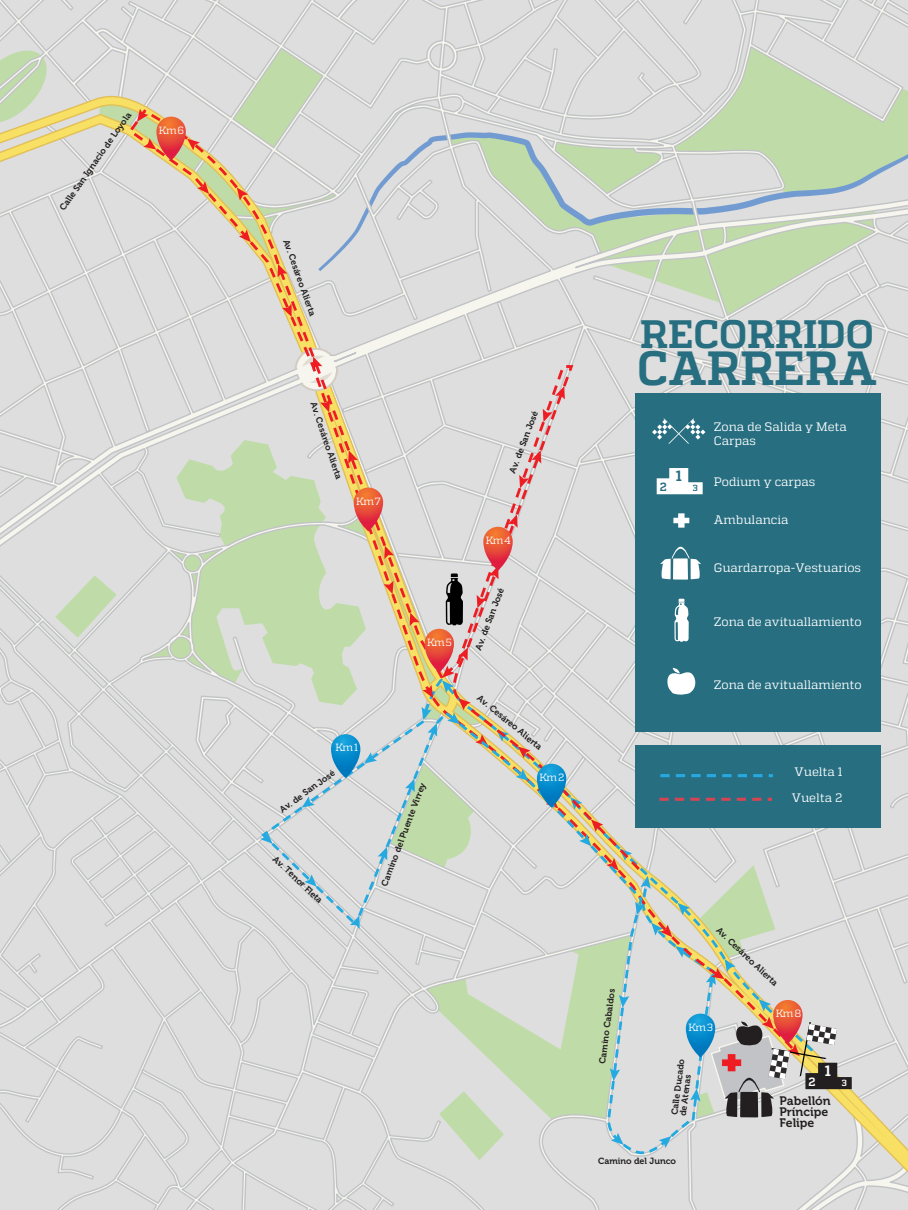 Km6
Calle San Ignacio de Loyola
Av. Cesáreo Alierta
RECORRIDO
CARRERA
Zona de Salida y Meta
Carpas
1
2
3
Podium y carpas
Ambulancia
Guardarropa-Vestuarios
Zona de avituallamiento
Zona de avituallamiento
Vuelta 1
Vuelta 2
Av. Cesáreo Alierta
Av. de San José
Km7
Km4
Av. de San José
Km5
Av. Cesáreo Alierta
Km1
Km2
Av. de San José
Camino del Puente Virrey
Av. Tenor Fleta
Av. Cesáreo Alierta
Camino Cabaldos
Km3
Km8
Calle Ducado
de Atenas
1
2
3
Pabellón
Príncipe
Felipe
Camino del Junco